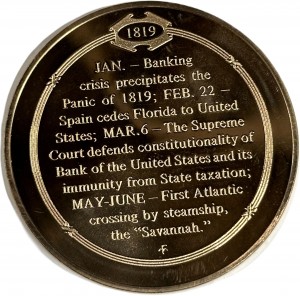 1819
JAN. – Banking
crisis precipitates the
Panic of 1819; FEB. 22 –
Spain cedes Florida to United
States; MAR. 6 – The Supreme
Court defends constitutionality of
Bank of the United States and its
immunity from State taxation;
MAY-JUNE – First Atlantic
crossing by steamship,
the “Savannah.”